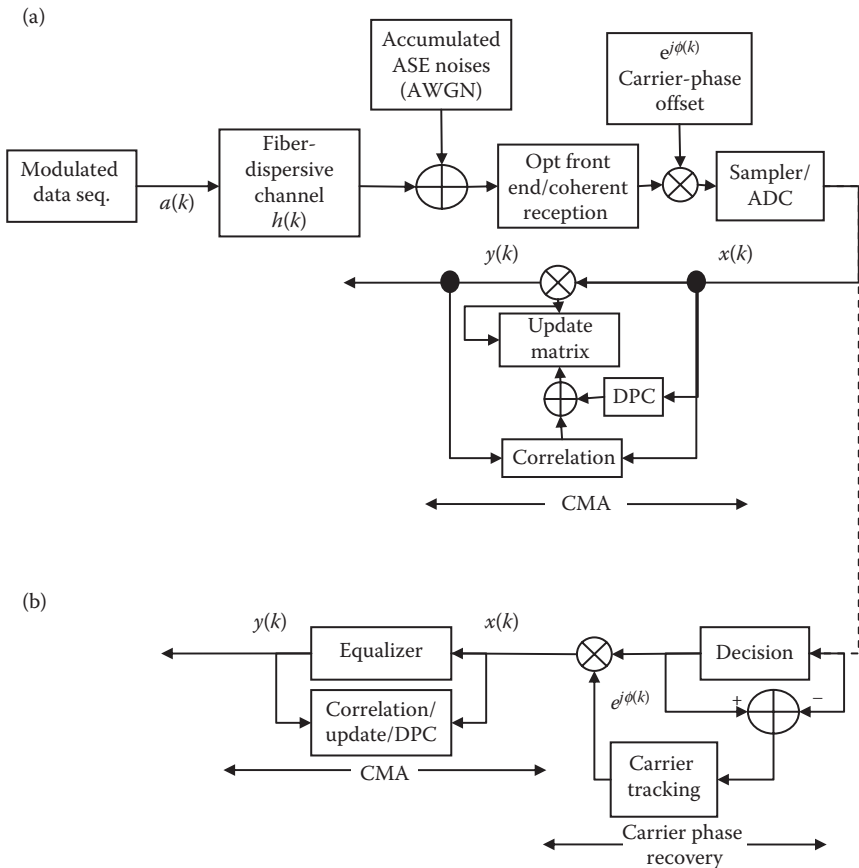 (a)
Accumulated
ASE noises
(AWGN)
e^{jϕ(k)}
Carrier-phase
offset
Modulated
data seq.
a(k)
Fiber-
dispersive
channel
h(k)
Opt front
end/coherent
reception
Sampler/
ADC
y(k)
x(k)
Update
matrix
DPC
Correlation
CMA
(b)
y(k)
Equalizer
x(k)
Decision
Correlation/
update/DPC
e^{jϕ(k)}
+
−
CMA
Carrier
tracking
Carrier phase
recovery